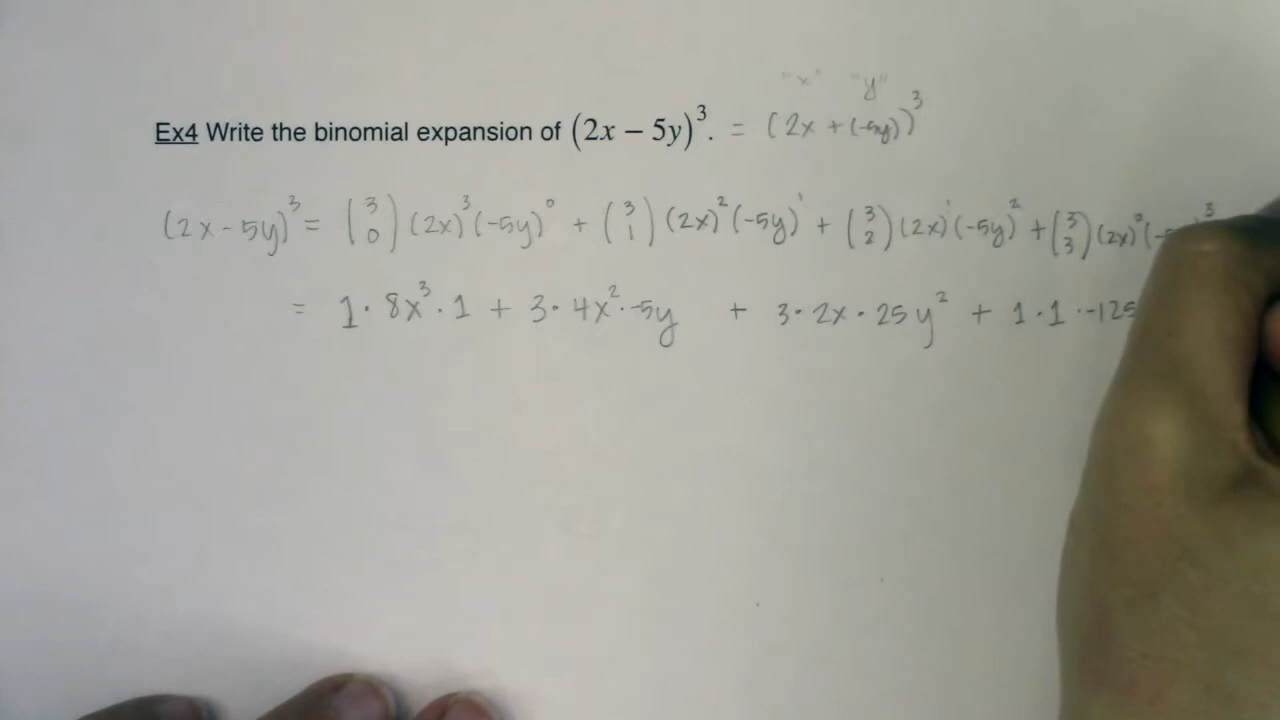 "x" "y"
Ex4 Write the binomial expansion of (2x − 5y)³. = (2x + (-5y))³
(2x - 5y)³ = (3 0)(2x)³(-5y)⁰ + (3 1)(2x)²(-5y)¹ + (3 2)(2x)¹(-5y)² + (3 3)(2x)⁰(-
= 1 · 8x³ · 1 + 3 · 4x² · -5y + 3 · 2x · 25y² + 1 · 1 · -125